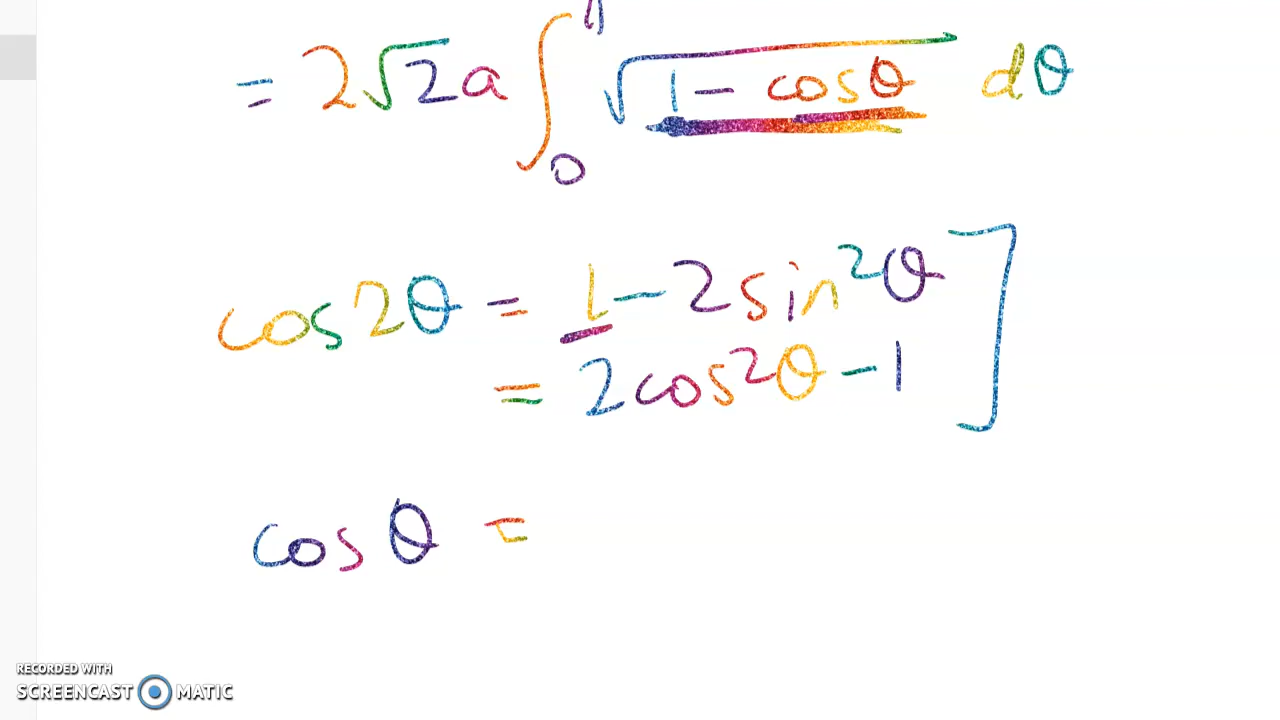 = 2√2a ∫₀^π √(1 - cosθ) dθ
cos2θ = 1 - 2sin²θ
= 2cos²θ - 1
cosθ =
RECORDED WITH
SCREENCAST MATIC